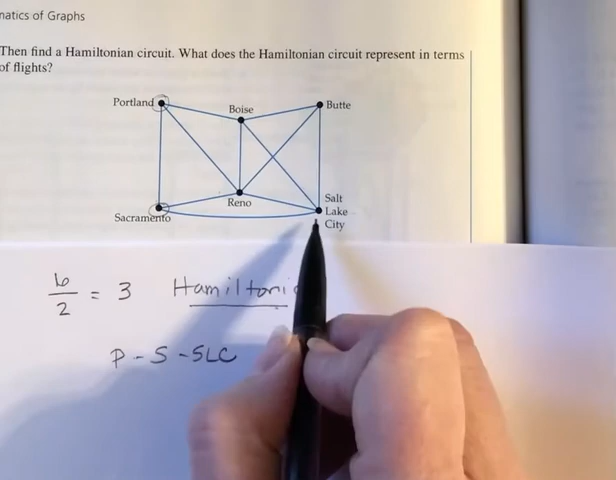 natics of Graphs
Then find a Hamiltonian circuit. What does the Hamiltonian circuit represent in terms
of flights?
Portland
Boise
Butte
Sacramento
Reno
Salt
Lake
City
6/2 = 3 Hamiltoni
P - S - SLC